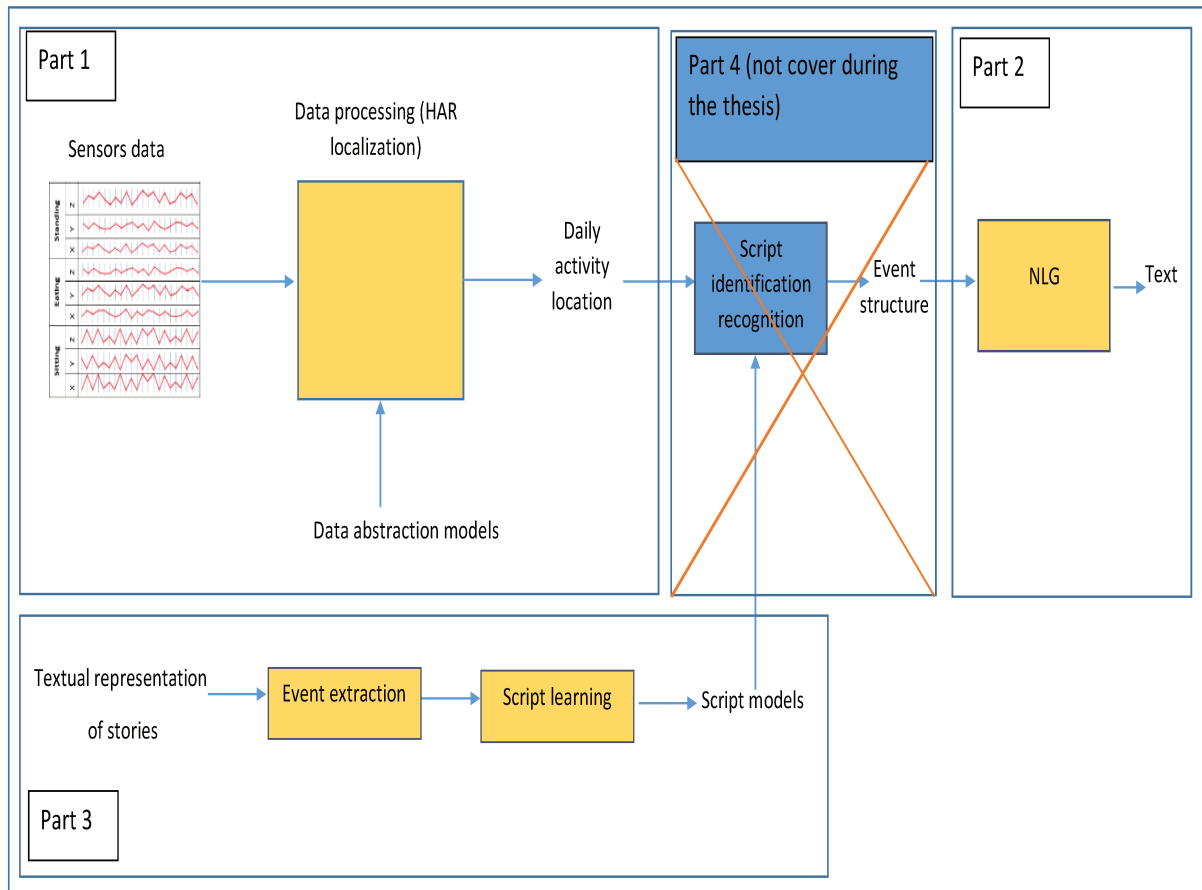 Part 1
Sensors data
Standing
Z
Y
X
Eating
Z
Y
X
Sitting
Z
Y
X
Data processing (HAR
localization)
Data abstraction models
Daily
activity
location
Part 4 (not cover during
the thesis)
Script
identification
recognition
Event
structure
Part 2
NLG
Text
Textual representation
of stories
Event extraction
Script learning
Script models
Part 3